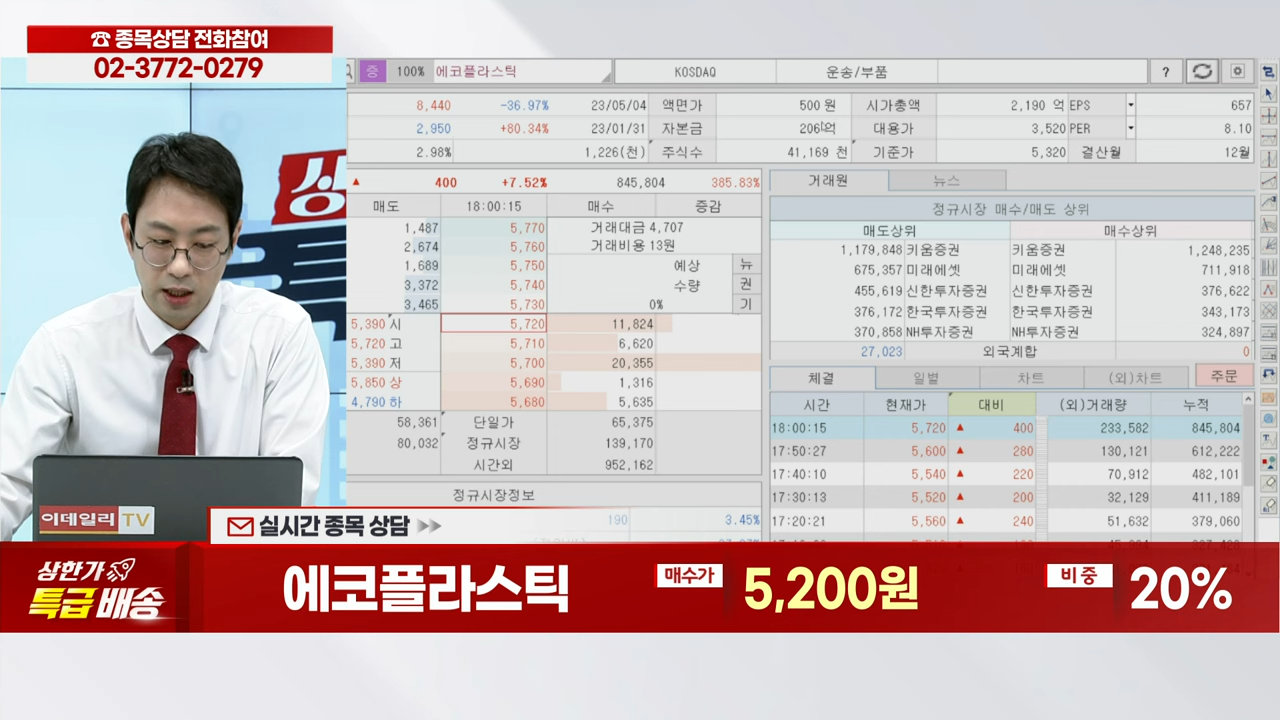 ☎ 종목상담 전화참여
02-3772-0279
증 100% 에코플라스틱 KOSDAQ 운송/부품 ?
8,440 -36.97% 23/05/04 액면가 500 원 시가총액 2,190 억 EPS 657
2,950 +80.34% 23/01/31 자본금 206억 대용가 3,520 PER 8.10
2.98% 1,226(천) 주식수 41,169 천 기준가 5,320 결산월 12월
▲ 400 +7.52% 845,804 385.83%
매도 18:00:15 매수 증감
1,487 5,770 거래대금 4,707
2,674 5,760 거래비용 13원
1,689 5,750 예상 뉴
3,372 5,740 수량 권
3,465 5,730 0% 기
5,390 시 5,720 11,824
5,720 고 5,710 6,620
5,390 저 5,700 20,355
5,850 상 5,690 1,316
4,790 하 5,680 5,635
58,361 단일가 65,375
80,032 정규시장 139,170
시간외 952,162
정규시장정보
190 3.45%
거래원 뉴스
정규시장 매수/매도 상위
매도상위 매수상위
1,179,848 키움증권 키움증권 1,248,235
675,357 미래에셋 미래에셋 711,918
455,619 신한투자증권 신한투자증권 376,622
376,172 한국투자증권 한국투자증권 343,173
370,858 NH투자증권 NH투자증권 324,897
27,023 외국계합 0
체결 일별 차트 (외)차트 주문
시간 현재가 대비 (외)거래량 누적
18:00:15 5,720 ▲ 400 233,582 845,804
17:50:27 5,600 ▲ 280 130,121 612,222
17:40:10 5,540 ▲ 220 70,912 482,101
17:30:13 5,520 ▲ 200 32,129 411,189
17:20:21 5,560 ▲ 240 51,632 379,060
이데일리TV
실시간 종목 상담
상한가
특급 배송
에코플라스틱 매수가 5,200원 비중 20%